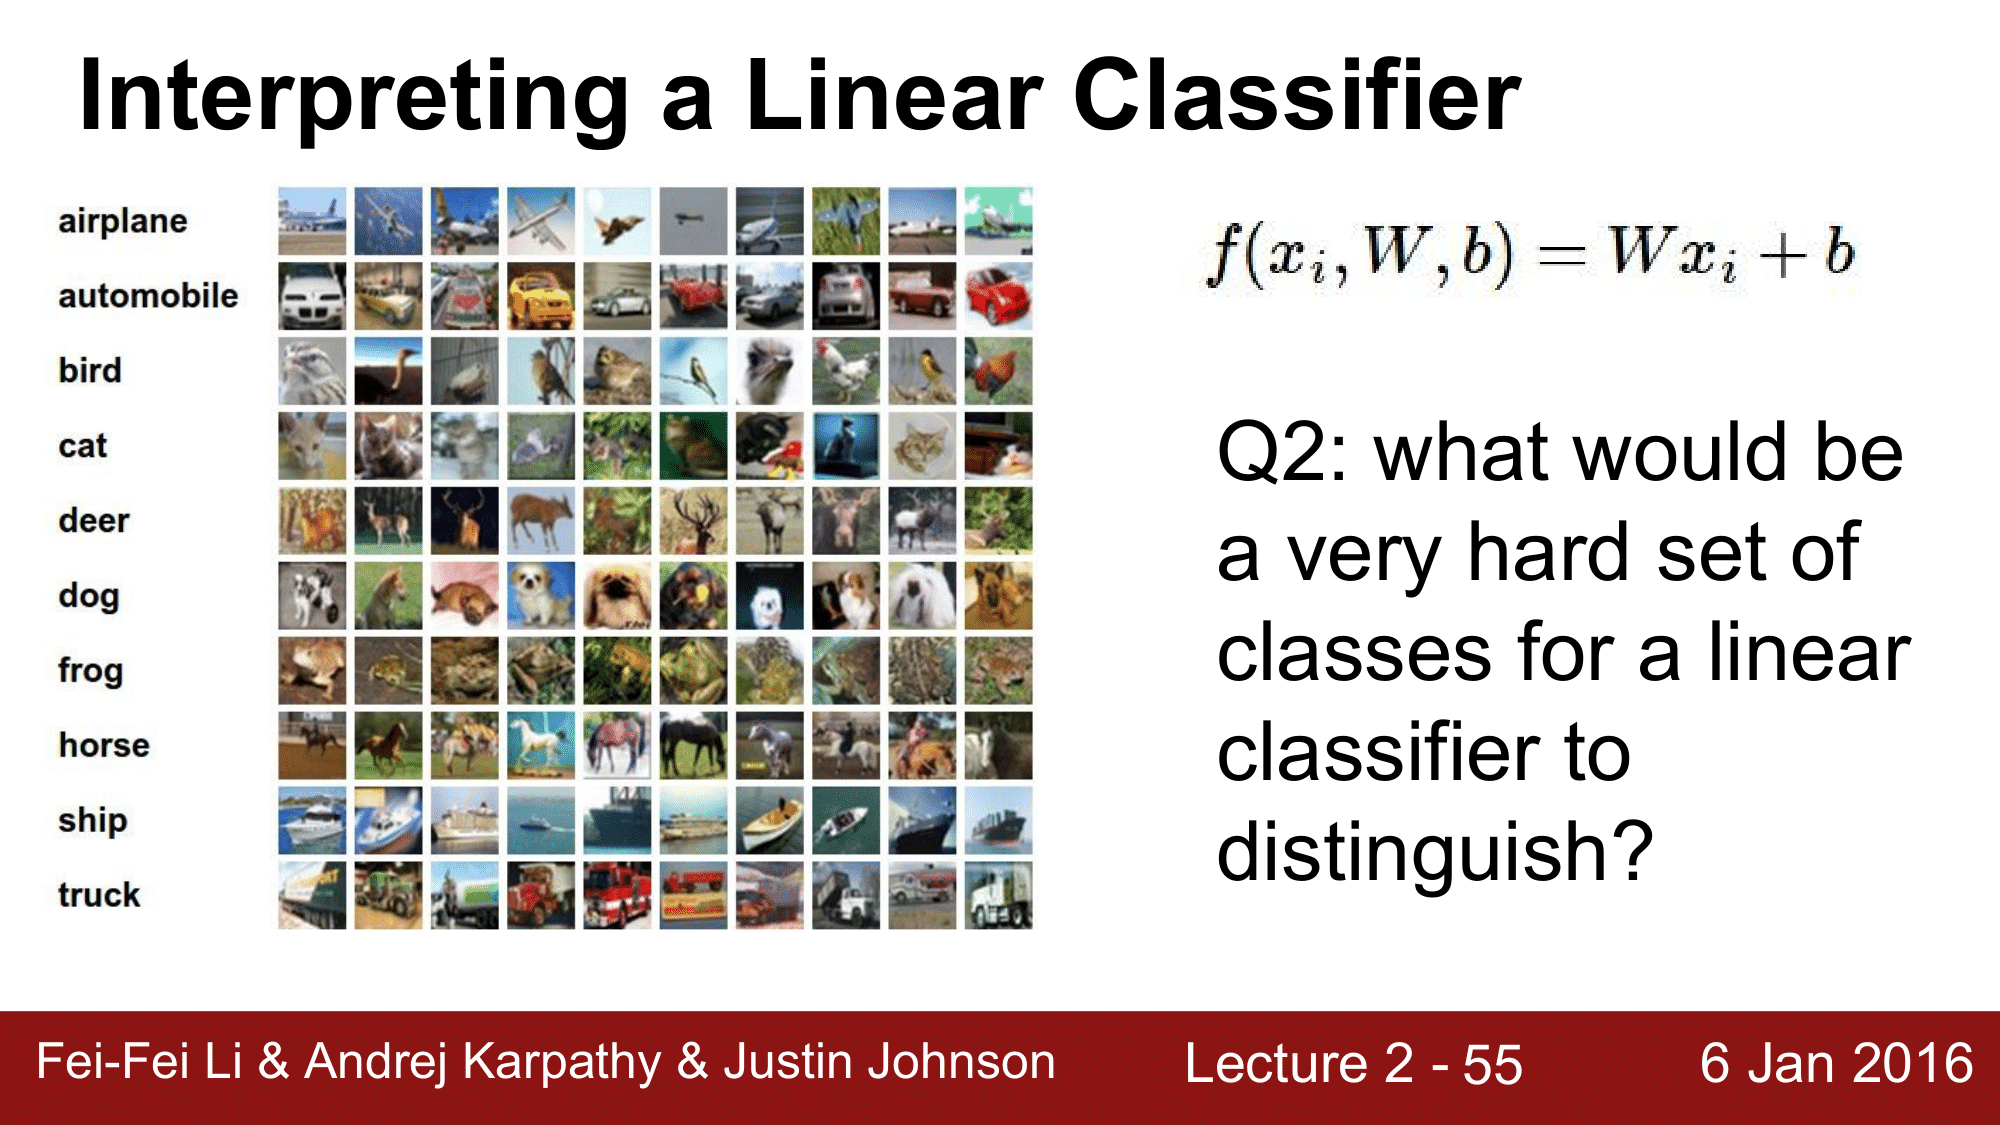 Interpreting a Linear Classifier
airplane
automobile
bird
cat
deer
dog
frog
horse
ship
truck
f(x_i, W, b) = Wx_i + b
Q2: what would be
a very hard set of
classes for a linear
classifier to
distinguish?
Fei-Fei Li & Andrej Karpathy & Justin Johnson
Lecture 2 - 55
6 Jan 2016